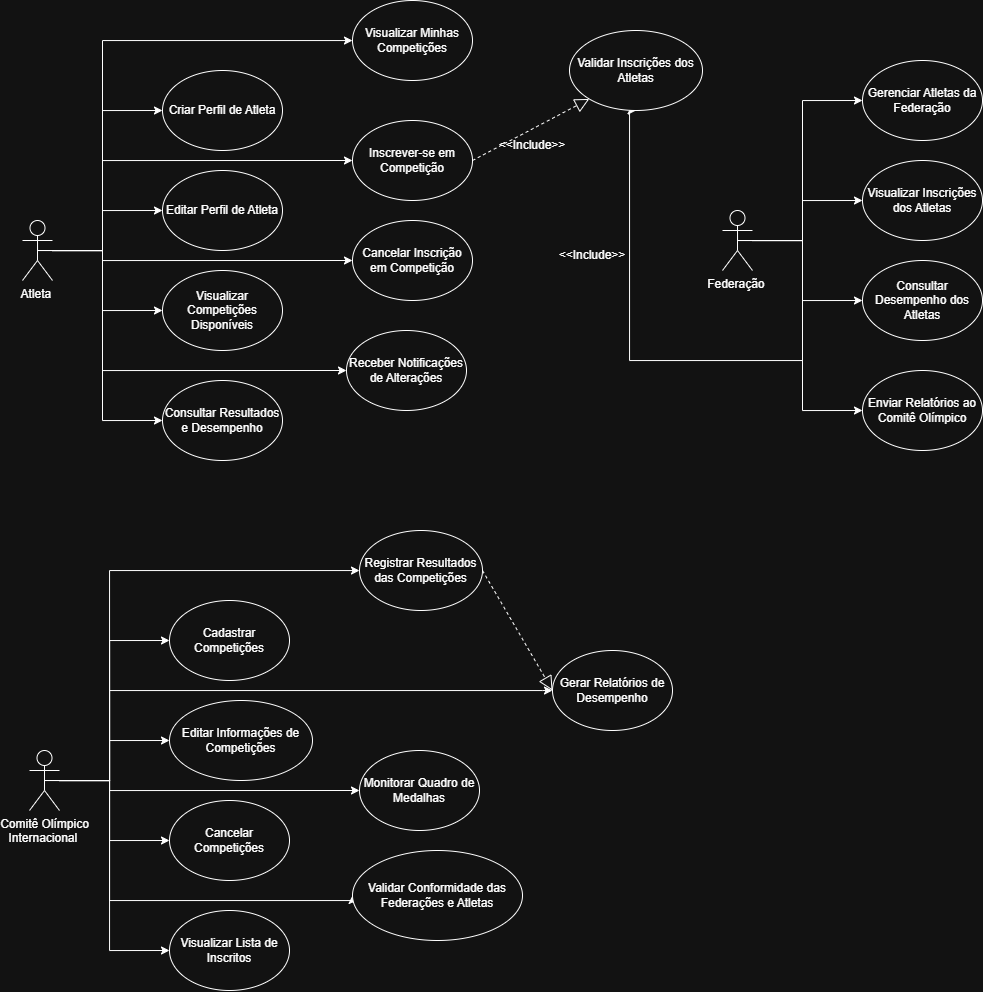 Visualizar Minhas
Competições
Validar Inscrições dos
Atletas
Criar Perfil de Atleta
Gerenciar Atletas da
Federação
Inscrever-se em
Competição
<<Include>>
Editar Perfil de Atleta
Visualizar Inscrições
dos Atletas
Cancelar Inscrição
em Competição
<<Include>>
Atleta
Federação
Visualizar
Competições
Disponíveis
Consultar
Desempenho dos
Atletas
Receber Notificações
de Alterações
Consultar Resultados
e Desempenho
Enviar Relatórios ao
Comitê Olímpico
Registrar Resultados
das Competições
Cadastrar
Competições
Gerar Relatórios de
Desempenho
Editar Informações de
Competições
Monitorar Quadro de
Medalhas
Comitê Olímpico
Internacional
Cancelar
Competições
Validar Conformidade das
Federações e Atletas
Visualizar Lista de
Inscritos